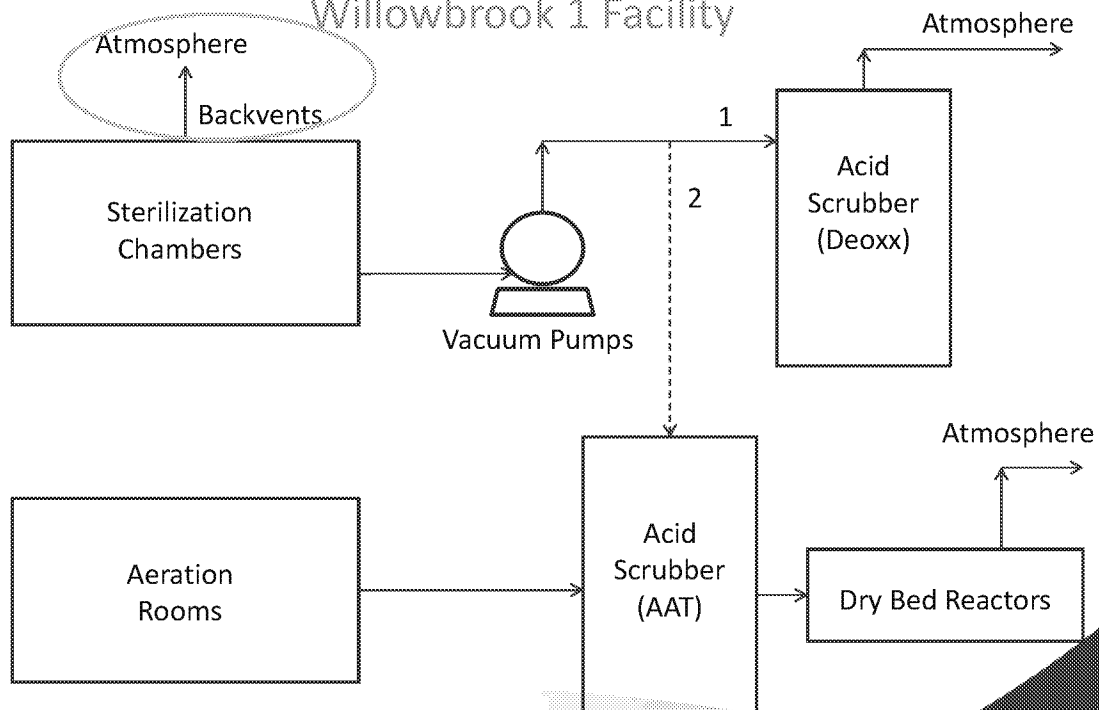 Willowbrook 1 Facility
Atmosphere
Backvents
Sterilization
Chambers
Vacuum Pumps
1
2
Atmosphere
Acid
Scrubber
(Deoxx)
Aeration
Rooms
Acid
Scrubber
(AAT)
Atmosphere
Dry Bed Reactors